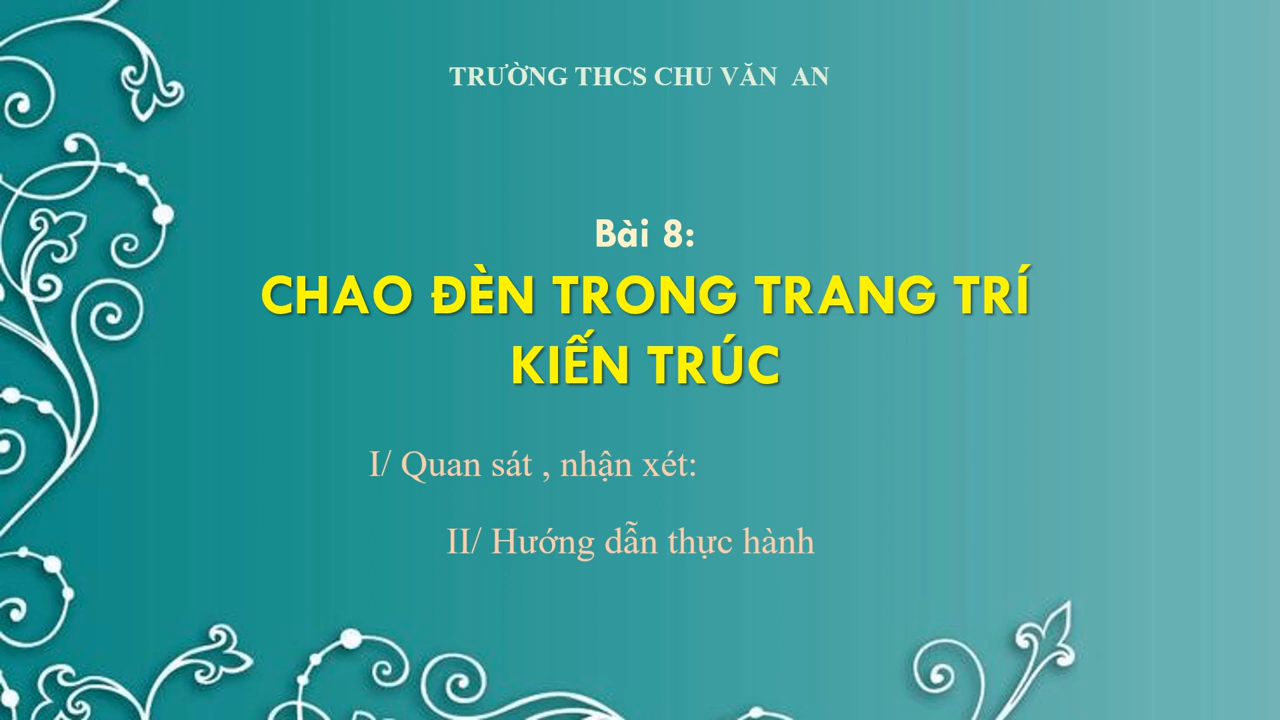 TRƯỜNG THCS CHU VĂN  AN
Bài 8:
CHAO ĐÈN TRONG TRANG TRÍ
KIẾN TRÚC
I/ Quan sát , nhận xét:
II/ Hướng dẫn thực hành